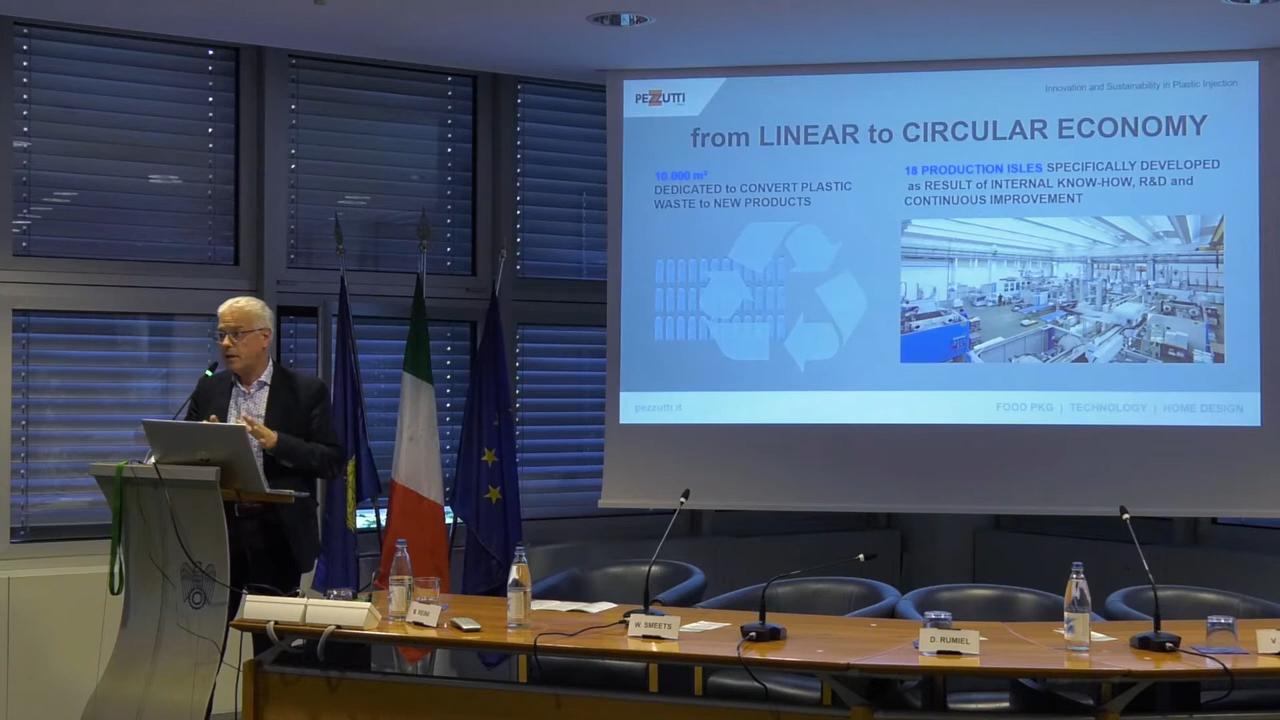 PEZZUTTI
Innovation and Sustainability in Plastic Injection
from LINEAR to CIRCULAR ECONOMY
10.000 m²
DEDICATED to CONVERT PLASTIC
WASTE to NEW PRODUCTS
18 PRODUCTION ISLES SPECIFICALLY DEVELOPED
as RESULT of INTERNAL KNOW-HOW, R&D and
CONTINUOUS IMPROVEMENT
pezzutti.it
FOOD PKG | TECHNOLOGY | HOME DESIGN
W. SMEETS
D. RUMIEL
V.